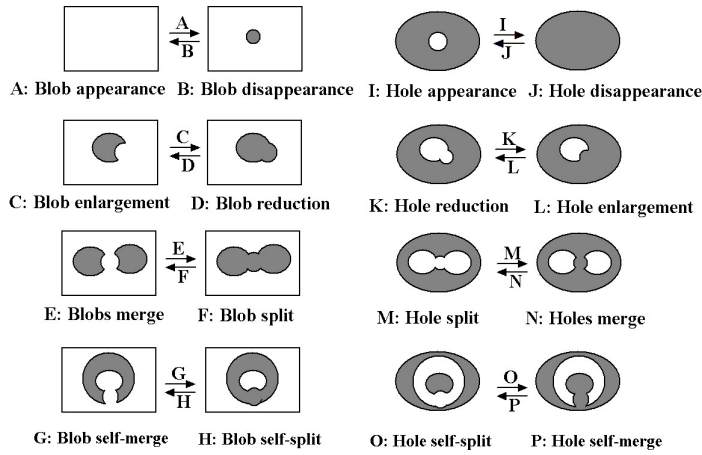 A
B
A: Blob appearance B: Blob disappearance
I
J
I: Hole appearance J: Hole disappearance
C
D
C: Blob enlargement D: Blob reduction
K
L
K: Hole reduction L: Hole enlargement
E
F
E: Blobs merge F: Blob split
M
N
M: Hole split N: Holes merge
G
H
G: Blob self-merge H: Blob self-split
O
P
O: Hole self-split P: Hole self-merge